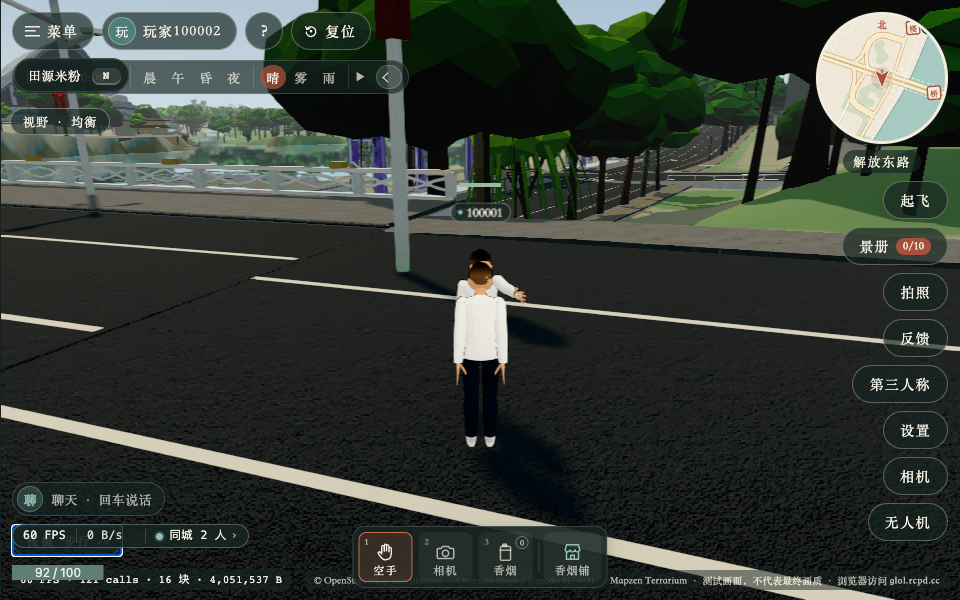 菜单
玩 玩家100002
?
复位
田源米粉 N
晨 午 昏 夜 晴 雾 雨
视野 · 均衡
北
桥
解放东路
100001
起飞
景册 0/10
拍照
反馈
第三人称
设置
相机
无人机
聊 聊天 · 回车说话
60 FPS 0 B/s 同城 2 人 ›
92 / 100
calls · 16 块 · 4,051,537 B
1 空手
2 相机
3 香烟 0
香烟铺
Mapzen Terrarium · 测试画面，不代表最终画质 · 浏览器访问 glol.rcpd.cc